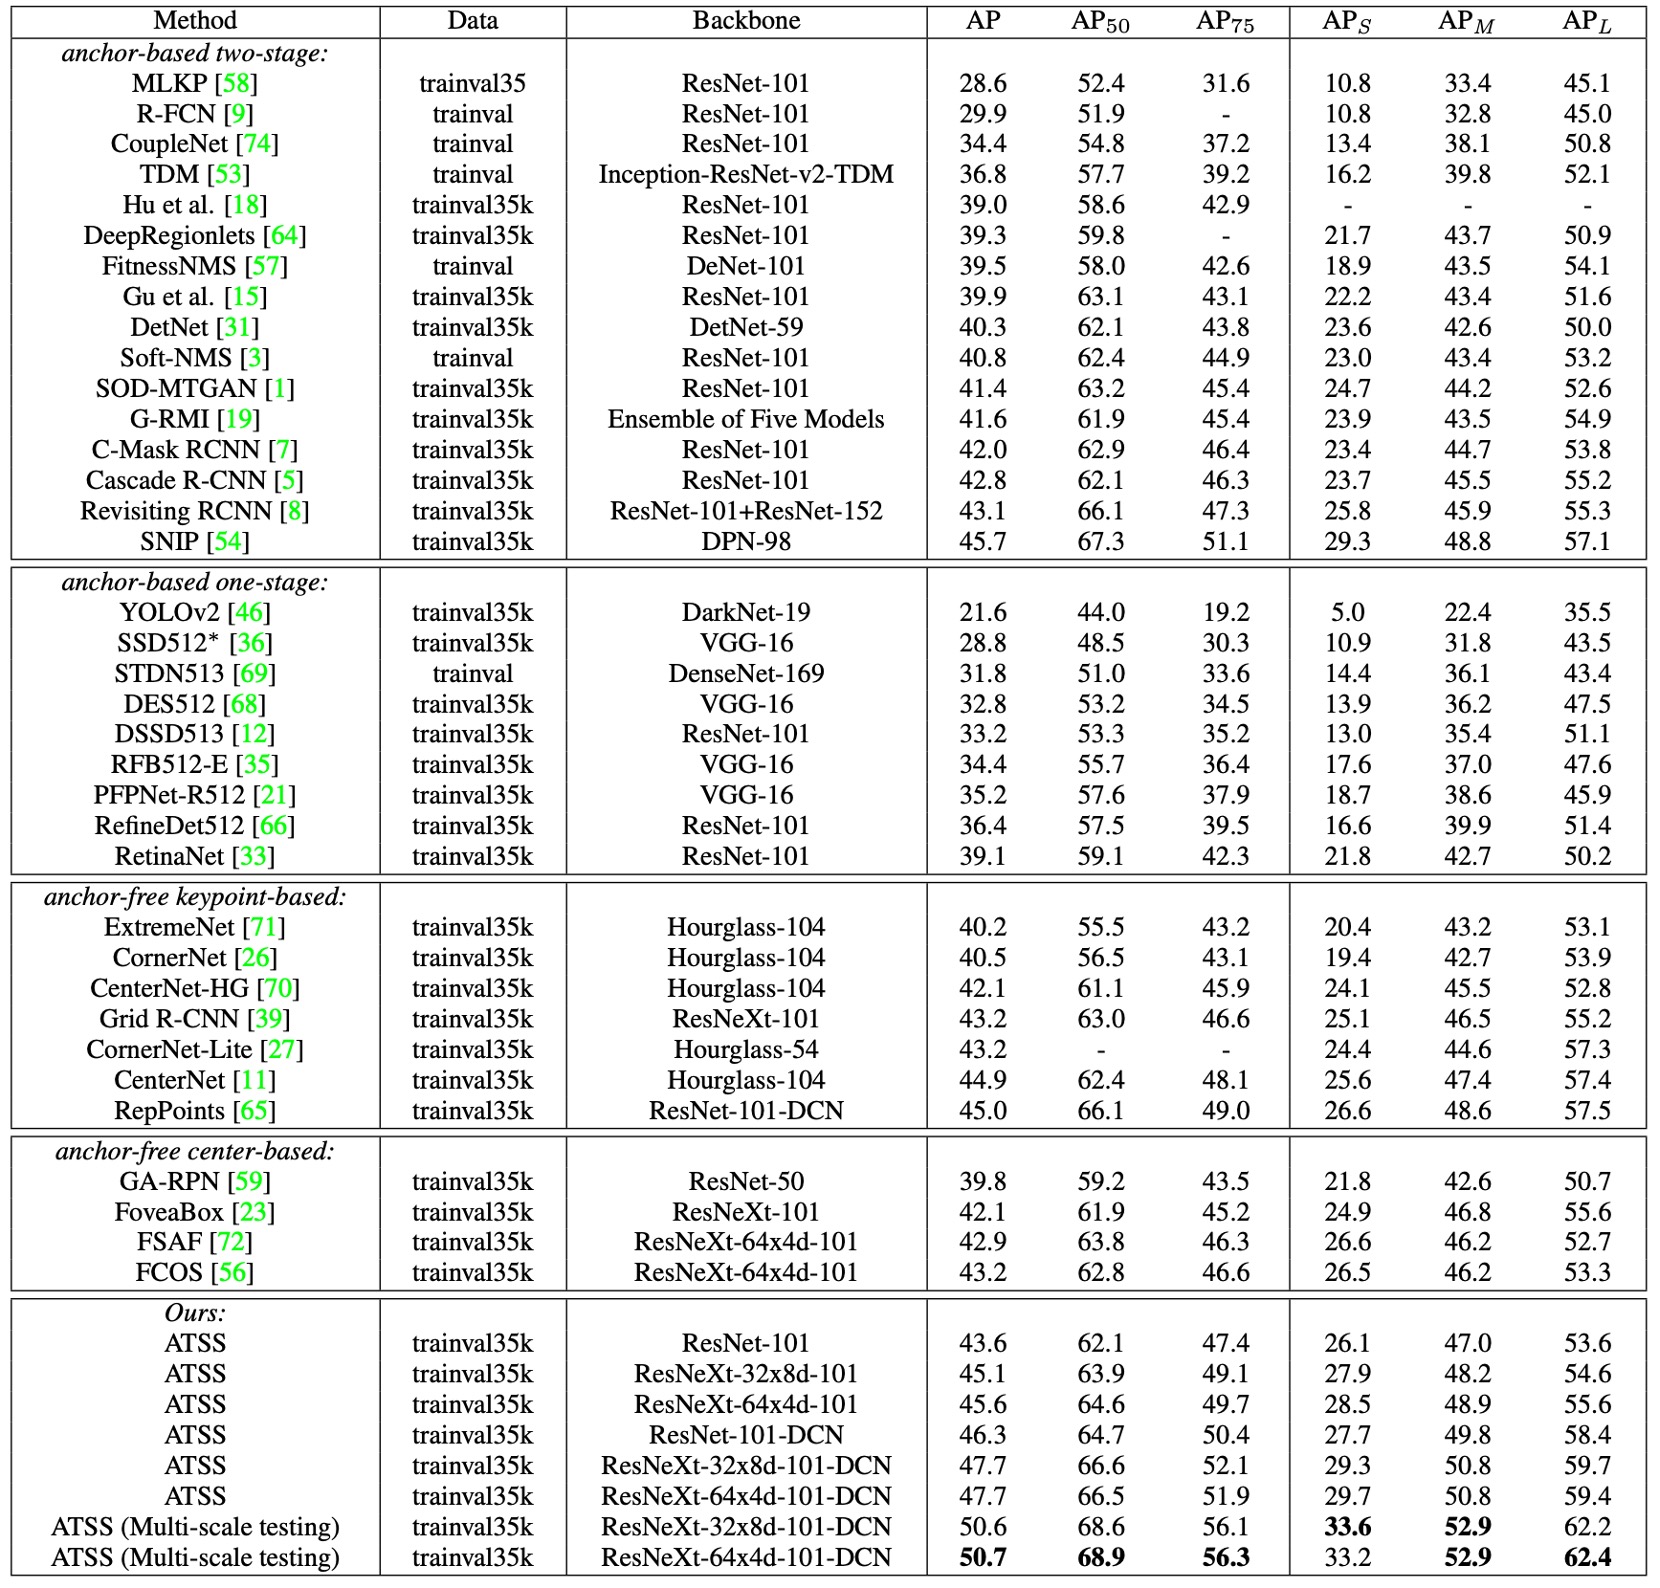 Method Data Backbone AP AP50 AP75 APS APM APL
anchor-based two-stage:
MLKP [58] trainval35 ResNet-101 28.6 52.4 31.6 10.8 33.4 45.1
R-FCN [9] trainval ResNet-101 29.9 51.9 - 10.8 32.8 45.0
CoupleNet [74] trainval ResNet-101 34.4 54.8 37.2 13.4 38.1 50.8
TDM [53] trainval Inception-ResNet-v2-TDM 36.8 57.7 39.2 16.2 39.8 52.1
Hu et al. [18] trainval35k ResNet-101 39.0 58.6 42.9 - - -
DeepRegionlets [64] trainval35k ResNet-101 39.3 59.8 - 21.7 43.7 50.9
FitnessNMS [57] trainval DeNet-101 39.5 58.0 42.6 18.9 43.5 54.1
Gu et al. [15] trainval35k ResNet-101 39.9 63.1 43.1 22.2 43.4 51.6
DetNet [31] trainval35k DetNet-59 40.3 62.1 43.8 23.6 42.6 50.0
Soft-NMS [3] trainval ResNet-101 40.8 62.4 44.9 23.0 43.4 53.2
SOD-MTGAN [1] trainval35k ResNet-101 41.4 63.2 45.4 24.7 44.2 52.6
G-RMI [19] trainval35k Ensemble of Five Models 41.6 61.9 45.4 23.9 43.5 54.9
C-Mask RCNN [7] trainval35k ResNet-101 42.0 62.9 46.4 23.4 44.7 53.8
Cascade R-CNN [5] trainval35k ResNet-101 42.8 62.1 46.3 23.7 45.5 55.2
Revisiting RCNN [8] trainval35k ResNet-101+ResNet-152 43.1 66.1 47.3 25.8 45.9 55.3
SNIP [54] trainval35k DPN-98 45.7 67.3 51.1 29.3 48.8 57.1
anchor-based one-stage:
YOLOv2 [46] trainval35k DarkNet-19 21.6 44.0 19.2 5.0 22.4 35.5
SSD512* [36] trainval35k VGG-16 28.8 48.5 30.3 10.9 31.8 43.5
STDN513 [69] trainval DenseNet-169 31.8 51.0 33.6 14.4 36.1 43.4
DES512 [68] trainval35k VGG-16 32.8 53.2 34.5 13.9 36.2 47.5
DSSD513 [12] trainval35k ResNet-101 33.2 53.3 35.2 13.0 35.4 51.1
RFB512-E [35] trainval35k VGG-16 34.4 55.7 36.4 17.6 37.0 47.6
PFPNet-R512 [21] trainval35k VGG-16 35.2 57.6 37.9 18.7 38.6 45.9
RefineDet512 [66] trainval35k ResNet-101 36.4 57.5 39.5 16.6 39.9 51.4
RetinaNet [33] trainval35k ResNet-101 39.1 59.1 42.3 21.8 42.7 50.2
anchor-free keypoint-based:
ExtremeNet [71] trainval35k Hourglass-104 40.2 55.5 43.2 20.4 43.2 53.1
CornerNet [26] trainval35k Hourglass-104 40.5 56.5 43.1 19.4 42.7 53.9
CenterNet-HG [70] trainval35k Hourglass-104 42.1 61.1 45.9 24.1 45.5 52.8
Grid R-CNN [39] trainval35k ResNeXt-101 43.2 63.0 46.6 25.1 46.5 55.2
CornerNet-Lite [27] trainval35k Hourglass-54 43.2 - - 24.4 44.6 57.3
CenterNet [11] trainval35k Hourglass-104 44.9 62.4 48.1 25.6 47.4 57.4
RepPoints [65] trainval35k ResNet-101-DCN 45.0 66.1 49.0 26.6 48.6 57.5
anchor-free center-based:
GA-RPN [59] trainval35k ResNet-50 39.8 59.2 43.5 21.8 42.6 50.7
FoveaBox [23] trainval35k ResNeXt-101 42.1 61.9 45.2 24.9 46.8 55.6
FSAF [72] trainval35k ResNeXt-64x4d-101 42.9 63.8 46.3 26.6 46.2 52.7
FCOS [56] trainval35k ResNeXt-64x4d-101 43.2 62.8 46.6 26.5 46.2 53.3
Ours:
ATSS trainval35k ResNet-101 43.6 62.1 47.4 26.1 47.0 53.6
ATSS trainval35k ResNeXt-32x8d-101 45.1 63.9 49.1 27.9 48.2 54.6
ATSS trainval35k ResNeXt-64x4d-101 45.6 64.6 49.7 28.5 48.9 55.6
ATSS trainval35k ResNet-101-DCN 46.3 64.7 50.4 27.7 49.8 58.4
ATSS trainval35k ResNeXt-32x8d-101-DCN 47.7 66.6 52.1 29.3 50.8 59.7
ATSS trainval35k ResNeXt-64x4d-101-DCN 47.7 66.5 51.9 29.7 50.8 59.4
ATSS (Multi-scale testing) trainval35k ResNeXt-32x8d-101-DCN 50.6 68.6 56.1 33.6 52.9 62.2
ATSS (Multi-scale testing) trainval35k ResNeXt-64x4d-101-DCN 50.7 68.9 56.3 33.2 52.9 62.4